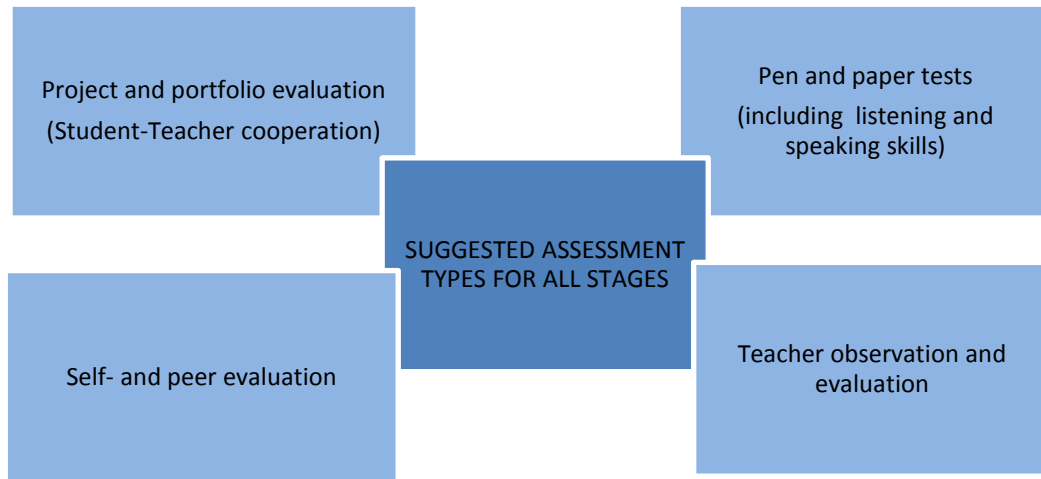 Project and portfolio evaluation
(Student-Teacher cooperation)
Pen and paper tests
(including  listening and
speaking skills)
SUGGESTED ASSESSMENT
TYPES FOR ALL STAGES
Self- and peer evaluation
Teacher observation and
evaluation